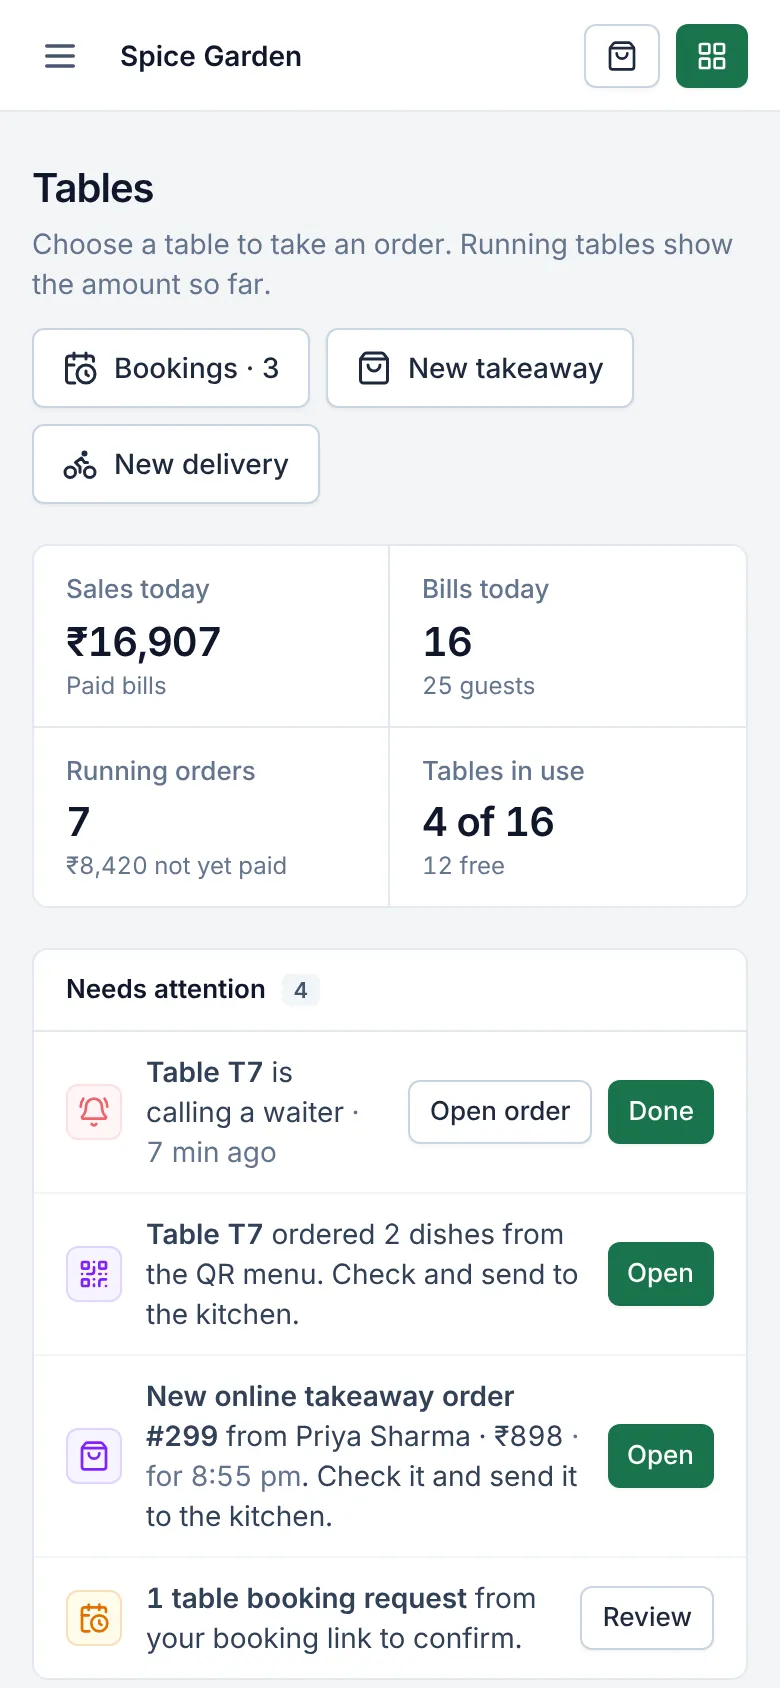 Spice Garden
Tables
Choose a table to take an order. Running tables show
the amount so far.
Bookings · 3
New takeaway
New delivery
Sales today
₹16,907
Paid bills
Bills today
16
25 guests
Running orders
7
₹8,420 not yet paid
Tables in use
4 of 16
12 free
Needs attention 4
Table T7 is
calling a waiter ·
7 min ago
Open order
Done
Table T7 ordered 2 dishes from
the QR menu. Check and send to
the kitchen.
Open
New online takeaway order
#299 from Priya Sharma · ₹898 ·
for 8:55 pm. Check it and send it
to the kitchen.
Open
1 table booking request from
your booking link to confirm.
Review